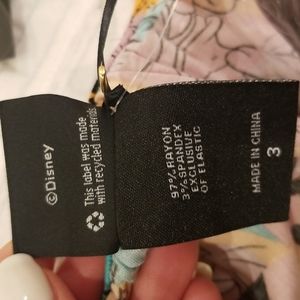 ©Disney
This label was made
with recycled materials
97% RAYON
3% SPANDEX
EXCLUSIVE
OF ELASTIC
MADE IN CHINA
3